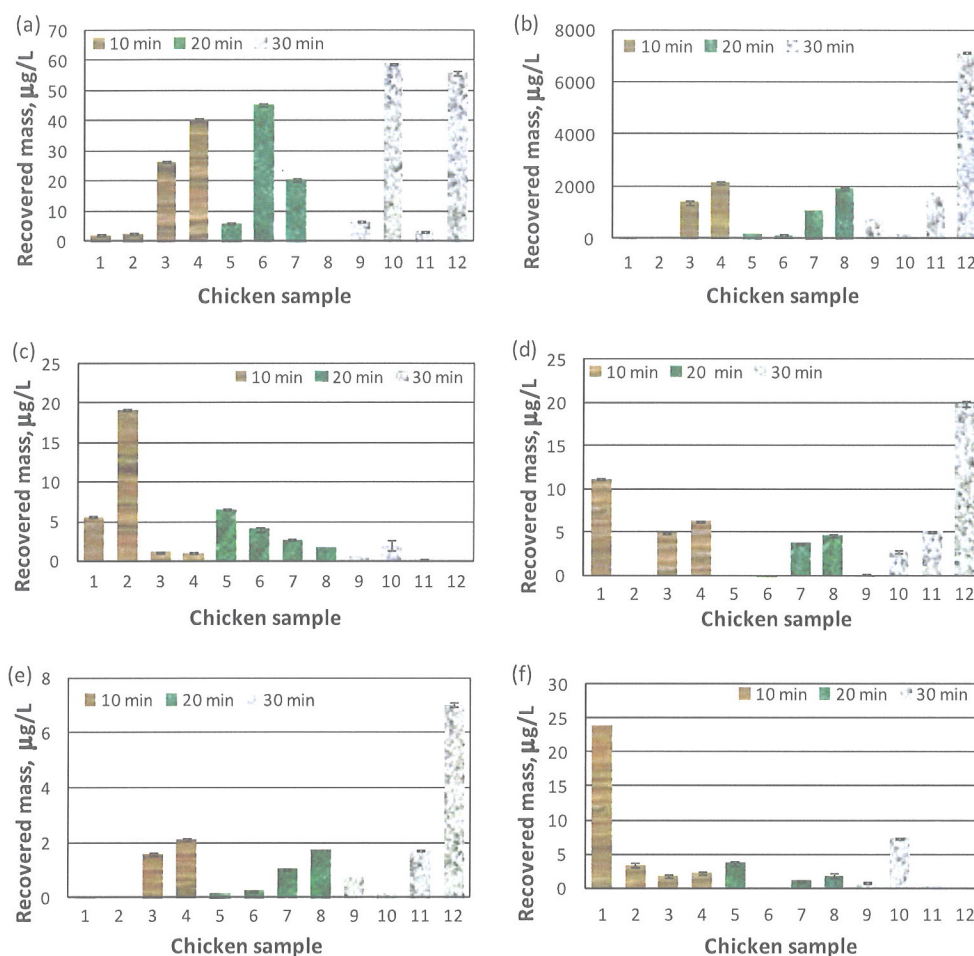 (a)
70
60
50
40
30
20
10
0
10 min 20 min 30 min
Recovered mass, µg/L
1 2 3 4 5 6 7 8 9 10 11 12
Chicken sample
(b)
8000
6000
4000
2000
0
10 min 20 min 30 min
Recovered mass, µg/L
1 2 3 4 5 6 7 8 9 10 11 12
Chicken sample
(c)
25
20
15
10
5
0
10 min 20 min 30 min
Recovered mass, µg/L
1 2 3 4 5 6 7 8 9 10 11 12
Chicken sample
(d)
25
20
15
10
5
0
10 min 20 min 30 min
Recovered mass, µg/L
1 2 3 4 5 6 7 8 9 10 11 12
Chicken sample
(e)
8
6
4
2
0
10 min 20 min 30 min
Recovered mass, µg/L
1 2 3 4 5 6 7 8 9 10 11 12
Chicken sample
(f)
30
25
20
15
10
5
0
10 min 20 min 30 min
Recovered mass, µg/L
1 2 3 4 5 6 7 8 9 10 11 12
Chicken sample